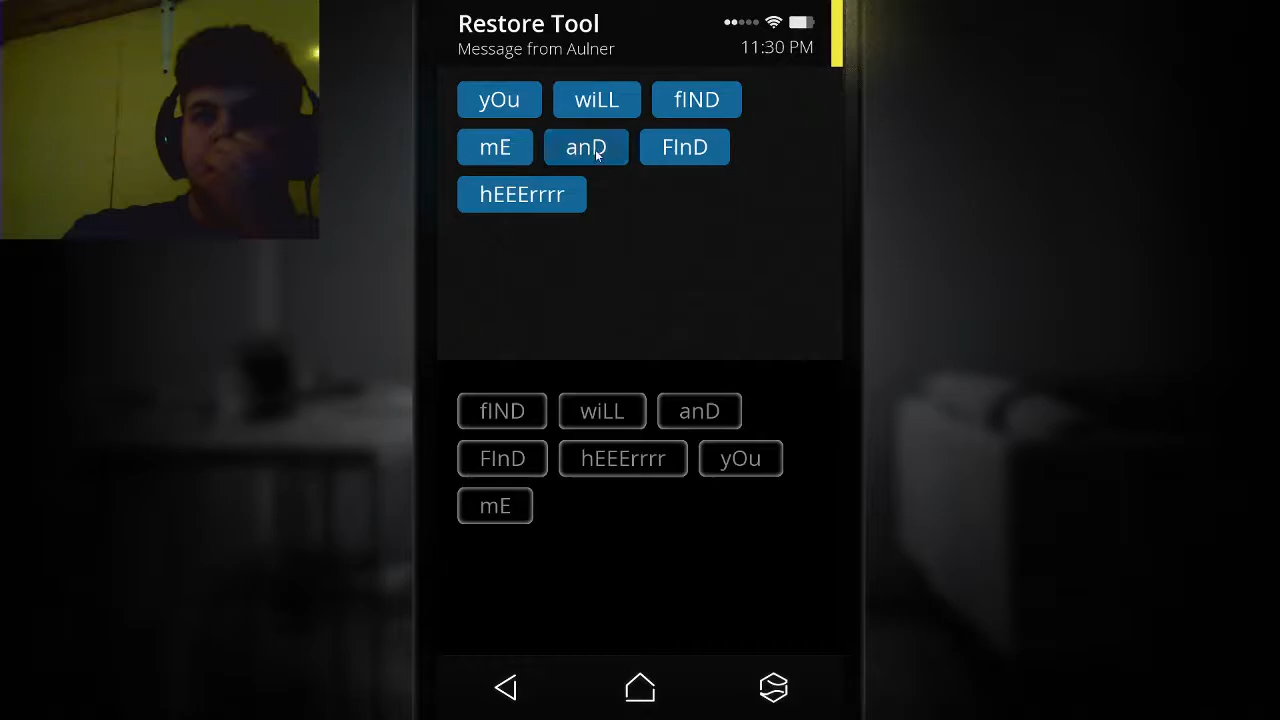 Restore Tool
Message from Aulner
11:30 PM
yOu wiLL fIND
mE anD FInD
hEEErrrr
fIND wiLL anD
FInD hEEErrrr yOu
mE